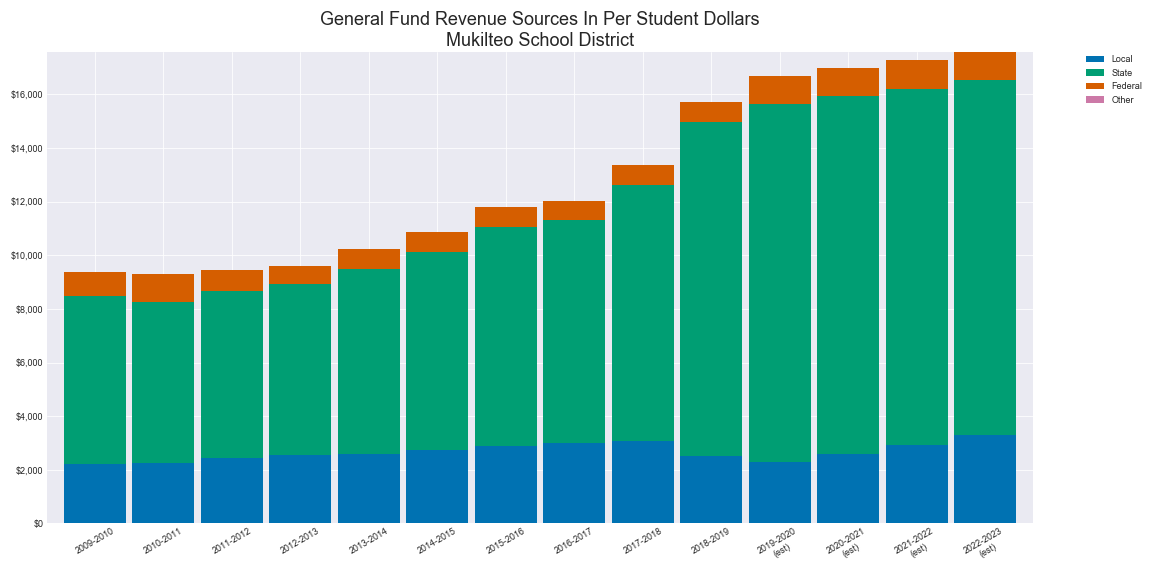 General Fund Revenue Sources In Per Student Dollars
Mukilteo School District
Local
State
Federal
Other
$16,000
$14,000
$12,000
$10,000
$8,000
$6,000
$4,000
$2,000
$0
2009-2010
2010-2011
2011-2012
2012-2013
2013-2014
2014-2015
2015-2016
2016-2017
2017-2018
2018-2019
2019-2020
(est)
2020-2021
(est)
2021-2022
(est)
2022-2023
(est)